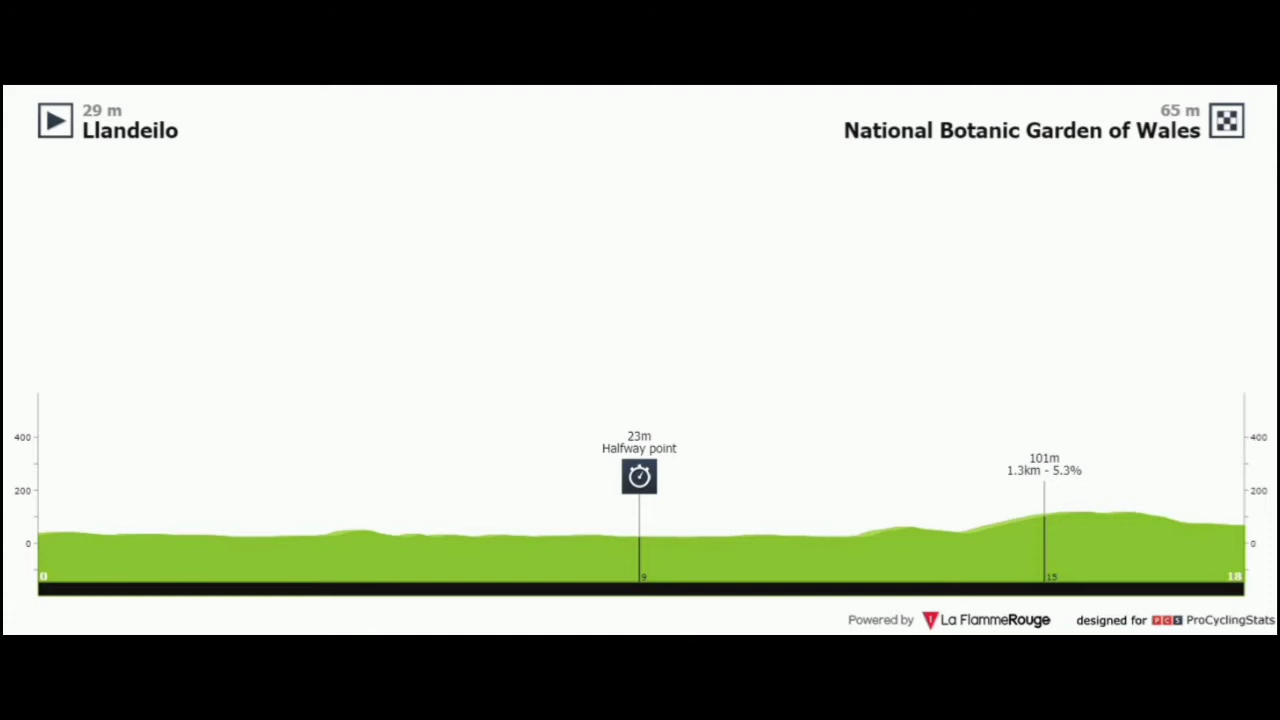 29 m
Llandeilo
65 m
National Botanic Garden of Wales
23m
Halfway point
101m
1.3km - 5.3%
400
200
0
400
200
0
0
9
15
18
Powered by La FlammeRouge
designed for PCS ProCyclingStats